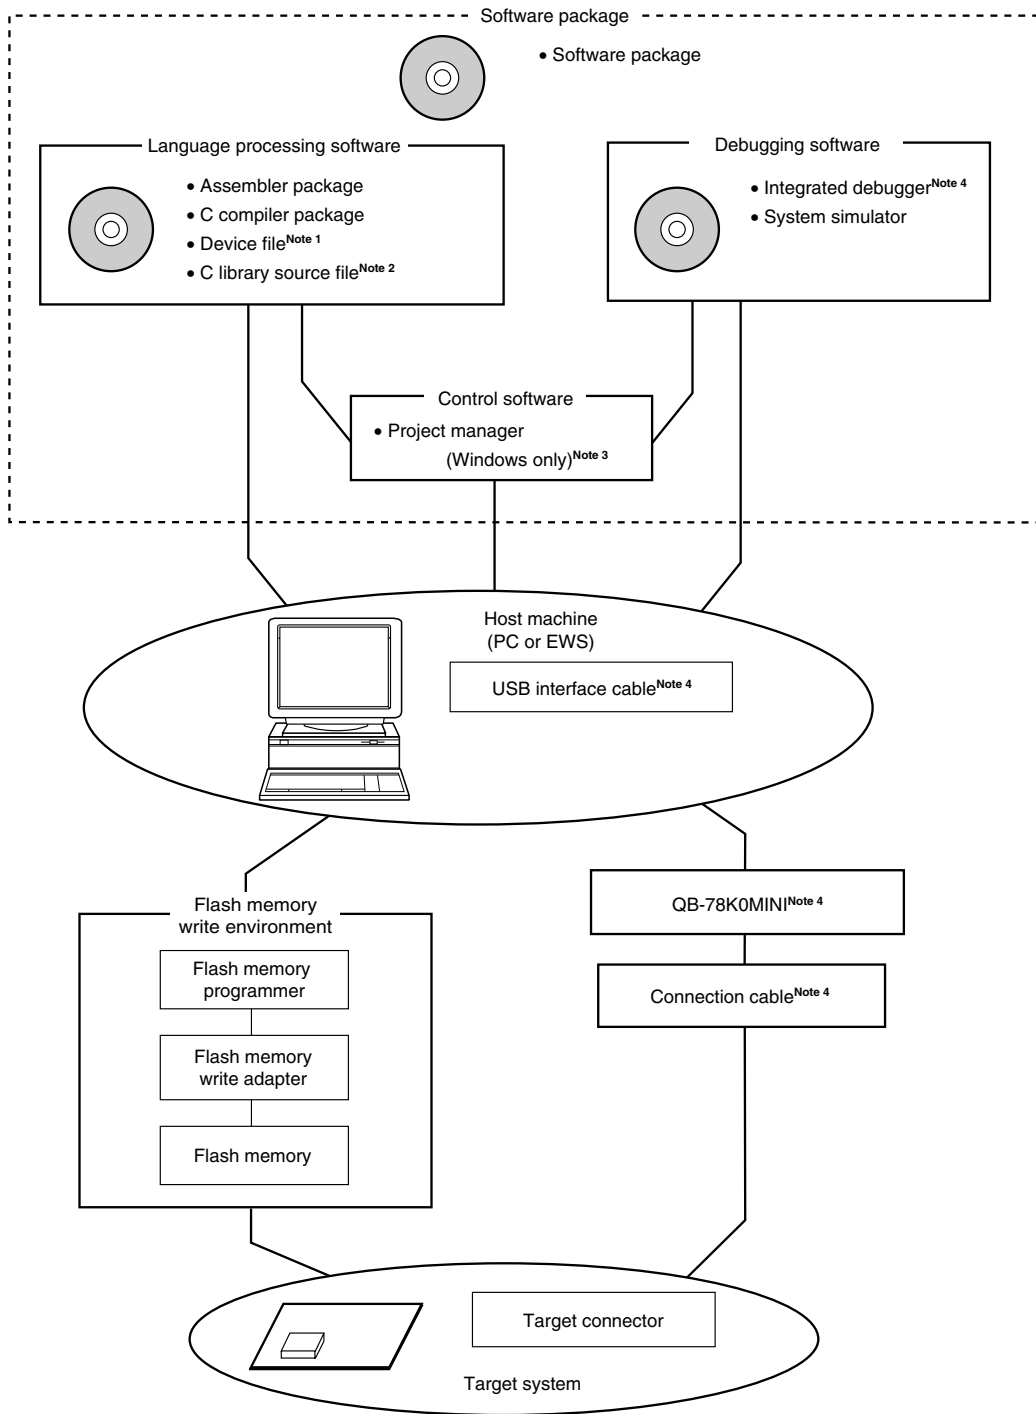 Software package
• Software package
Language processing software
• Assembler package
• C compiler package
• Device fileNote 1
• C library source fileNote 2
Debugging software
• Integrated debuggerNote 4
• System simulator
Control software
• Project manager
(Windows only)Note 3
Host machine
(PC or EWS)
USB interface cableNote 4
Flash memory
write environment
Flash memory
programmer
Flash memory
write adapter
Flash memory
QB-78K0MININote 4
Connection cableNote 4
Target connector
Target system